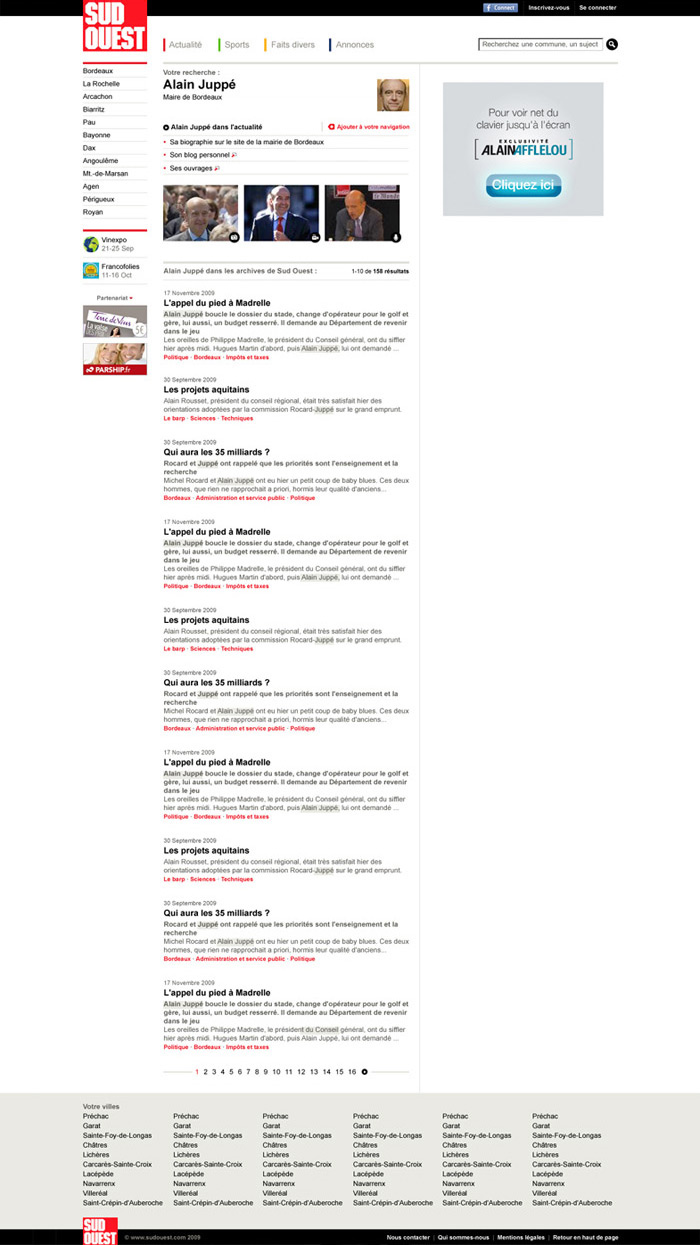 SUD
OUEST
Connect
Inscrivez-vous
Se connecter
Actualité
Sports
Faits divers
Annonces
Recherchez une commune, un sujet
Bordeaux
La Rochelle
Arcachon
Biarritz
Pau
Bayonne
Dax
Angoulême
Mt.-de-Marsan
Agen
Périgueux
Royan
Vinexpo
21-25 Sep
Francofolies
11-16 Oct
Partenariat
La valse
5€
PARSHIP.fr
Votre recherche :
Alain Juppé
Maire de Bordeaux
Alain Juppé dans l'actualité
Ajouter à votre navigation
Sa biographie sur le site de la mairie de Bordeaux
Son blog personnel
Ses ouvrages
le Monde
Pour voir net du
clavier jusqu'à l'écran
EXCLUSIVITÉ
[ALAINAFFLELOU]
Cliquez ici
Alain Juppé dans les archives de Sud Ouest :
1-10 de 158 résultats
17 Novembre 2009
L'appel du pied à Madrelle
Alain Juppé boucle le dossier du stade, change d'opérateur pour le golf et
gère, lui aussi, un budget resserré. Il demande au Département de revenir
dans le jeu
Les oreilles de Philippe Madrelle, le président du Conseil général, ont du siffler
hier après midi. Hugues Martin d'abord, puis Alain Juppé, lui ont demandé ...
Politique · Bordeaux · Impôts et taxes
30 Septembre 2009
Les projets aquitains
Alain Rousset, président du conseil régional, était très satisfait hier des
orientations adoptées par la commission Rocard-Juppé sur le grand emprunt.
Le barp · Sciences · Techniques
30 Septembre 2009
Qui aura les 35 milliards ?
Rocard et Juppé ont rappelé que les priorités sont l'enseignement et la
recherche
Michel Rocard et Alain Juppé ont eu hier un petit coup de baby blues. Ces deux
hommes, que rien ne rapprochait a priori, hormis leur qualité d'anciens...
Bordeaux · Administration et service public · Politique
17 Novembre 2009
L'appel du pied à Madrelle
Alain Juppé boucle le dossier du stade, change d'opérateur pour le golf et
gère, lui aussi, un budget resserré. Il demande au Département de revenir
dans le jeu
Les oreilles de Philippe Madrelle, le président du Conseil général, ont du siffler
hier après midi. Hugues Martin d'abord, puis Alain Juppé, lui ont demandé ...
Politique · Bordeaux · Impôts et taxes
30 Septembre 2009
Les projets aquitains
Alain Rousset, président du conseil régional, était très satisfait hier des
orientations adoptées par la commission Rocard-Juppé sur le grand emprunt.
Le barp · Sciences · Techniques
30 Septembre 2009
Qui aura les 35 milliards ?
Rocard et Juppé ont rappelé que les priorités sont l'enseignement et la
recherche
Michel Rocard et Alain Juppé ont eu hier un petit coup de baby blues. Ces deux
hommes, que rien ne rapprochait a priori, hormis leur qualité d'anciens...
Bordeaux · Administration et service public · Politique
17 Novembre 2009
L'appel du pied à Madrelle
Alain Juppé boucle le dossier du stade, change d'opérateur pour le golf et
gère, lui aussi, un budget resserré. Il demande au Département de revenir
dans le jeu
Les oreilles de Philippe Madrelle, le président du Conseil général, ont du siffler
hier après midi. Hugues Martin d'abord, puis Alain Juppé, lui ont demandé ...
Politique · Bordeaux · Impôts et taxes
30 Septembre 2009
Les projets aquitains
Alain Rousset, président du conseil régional, était très satisfait hier des
orientations adoptées par la commission Rocard-Juppé sur le grand emprunt.
Le barp · Sciences · Techniques
30 Septembre 2009
Qui aura les 35 milliards ?
Rocard et Juppé ont rappelé que les priorités sont l'enseignement et la
recherche
Michel Rocard et Alain Juppé ont eu hier un petit coup de baby blues. Ces deux
hommes, que rien ne rapprochait a priori, hormis leur qualité d'anciens...
Bordeaux · Administration et service public · Politique
17 Novembre 2009
L'appel du pied à Madrelle
Alain Juppé boucle le dossier du stade, change d'opérateur pour le golf et
gère, lui aussi, un budget resserré. Il demande au Département de revenir
dans le jeu
Les oreilles de Philippe Madrelle, le président du Conseil général, ont du siffler
hier après midi. Hugues Martin d'abord, puis Alain Juppé, lui ont demandé ...
Politique · Bordeaux · Impôts et taxes
1 2 3 4 5 6 7 8 9 10 11 12 13 14 15 16
Votre villes
Préchac Préchac Préchac Préchac Préchac Préchac
Garat Garat Garat Garat Garat Garat
Sainte-Foy-de-Longas Sainte-Foy-de-Longas Sainte-Foy-de-Longas Sainte-Foy-de-Longas Sainte-Foy-de-Longas Sainte-Foy-de-Longas
Châtres Châtres Châtres Châtres Châtres Châtres
Lichères Lichères Lichères Lichères Lichères Lichères
Carcarès-Sainte-Croix Carcarès-Sainte-Croix Carcarès-Sainte-Croix Carcarès-Sainte-Croix Carcarès-Sainte-Croix Carcarès-Sainte-Croix
Lacépède Lacépède Lacépède Lacépède Lacépède Lacépède
Navarrenx Navarrenx Navarrenx Navarrenx Navarrenx Navarrenx
Villeréal Villeréal Villeréal Villeréal Villeréal Villeréal
Saint-Crépin-d'Auberoche Saint-Crépin-d'Auberoche Saint-Crépin-d'Auberoche Saint-Crépin-d'Auberoche Saint-Crépin-d'Auberoche Saint-Crépin-d'Auberoche
SUD
OUEST
© www.sudouest.com 2009
Nous contacter | Qui sommes-nous | Mentions légales | Retour en haut de page